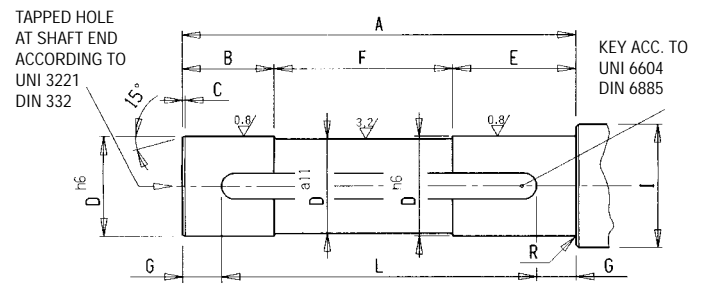 TAPPED HOLE
AT SHAFT END
ACCORDING TO
UNI 3221
DIN 332
KEY ACC. TO
UNI 6604
DIN 6885
A
B
F
E
C
15°
0.8
3.2
0.8
D h6
D a11
D h6
I
R
G
L
G